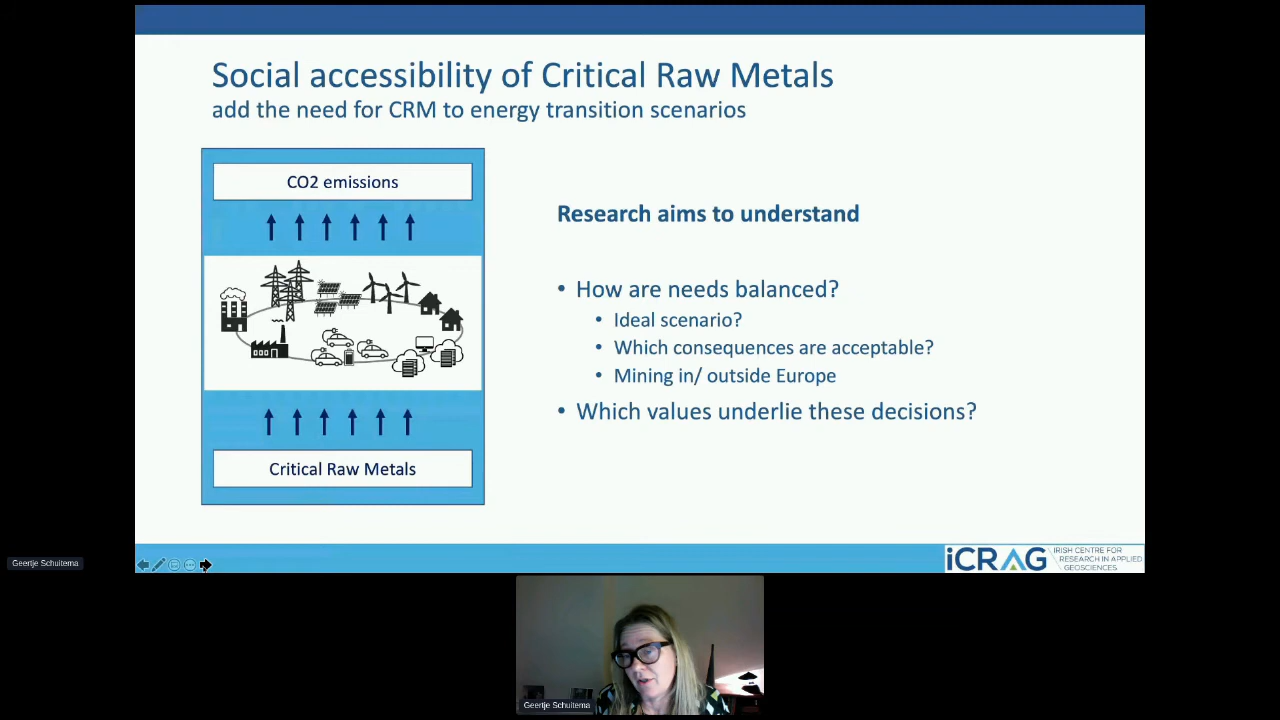 Social accessibility of Critical Raw Metals
add the need for CRM to energy transition scenarios
CO2 emissions
Critical Raw Metals
Research aims to understand
• How are needs balanced?
• Ideal scenario?
• Which consequences are acceptable?
• Mining in/ outside Europe
• Which values underlie these decisions?
iCRAG
IRISH CENTRE FOR
RESEARCH IN APPLIED
GEOSCIENCES
Geertje Schuitema
Geertje Schuitema